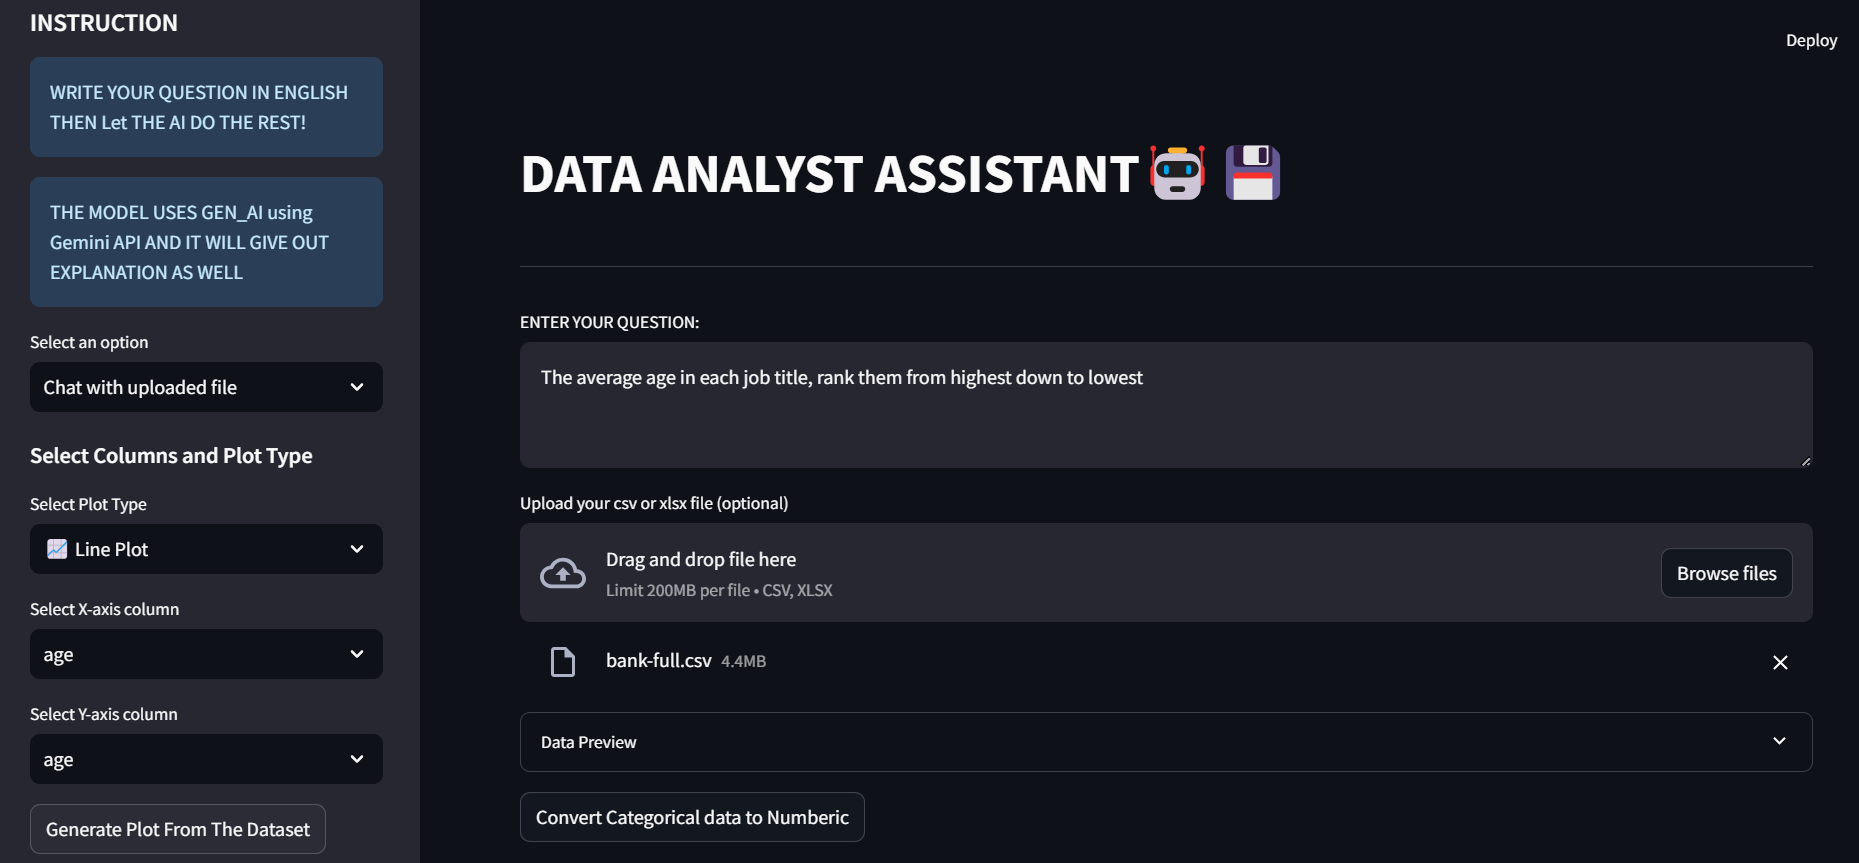 INSTRUCTION
WRITE YOUR QUESTION IN ENGLISH
THEN Let THE AI DO THE REST!
THE MODEL USES GEN_AI using
Gemini API AND IT WILL GIVE OUT
EXPLANATION AS WELL
Select an option
Chat with uploaded file
Select Columns and Plot Type
Select Plot Type
Line Plot
Select X-axis column
age
Select Y-axis column
age
Generate Plot From The Dataset
Deploy
DATA ANALYST ASSISTANT
ENTER YOUR QUESTION:
The average age in each job title, rank them from highest down to lowest
Upload your csv or xlsx file (optional)
Drag and drop file here
Limit 200MB per file • CSV, XLSX
Browse files
bank-full.csv 4.4MB
Data Preview
Convert Categorical data to Numberic